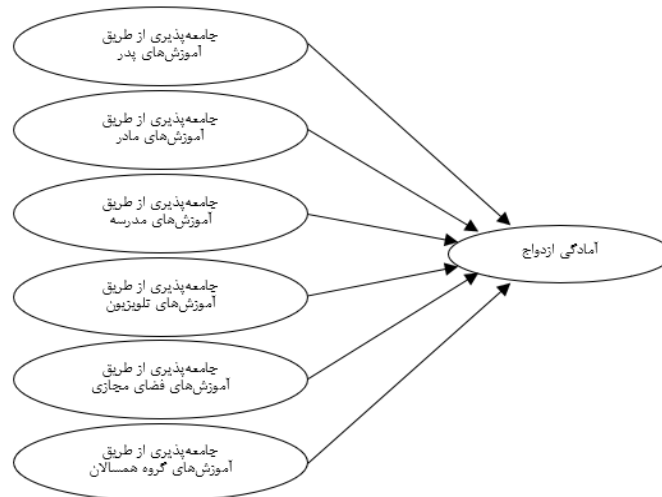 جامعه‌پذیری از طریق
آموزش‌های پدر
جامعه‌پذیری از طریق
آموزش‌های مادر
جامعه‌پذیری از طریق
آموزش‌های مدرسه
جامعه‌پذیری از طریق
آموزش‌های تلویزیون
جامعه‌پذیری از طریق
آموزش‌های فضای مجازی
جامعه‌پذیری از طریق
آموزش‌های گروه همسالان
آمادگی ازدواج